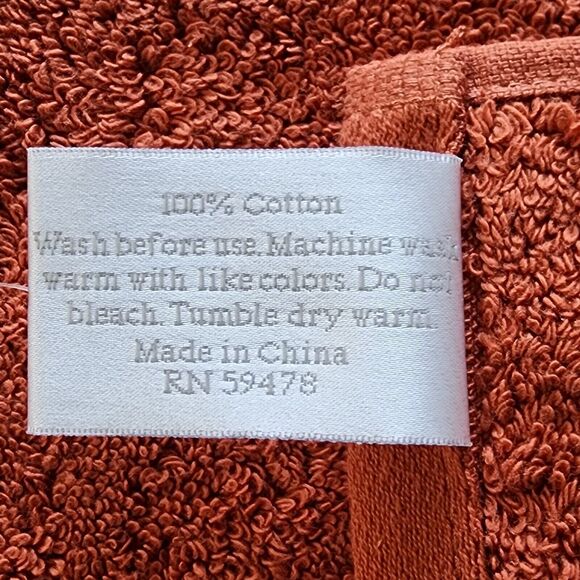 100% Cotton
Wash before use. Machine wash
warm with like colors. Do not
bleach. Tumble dry warm.
Made in China
RN 59478